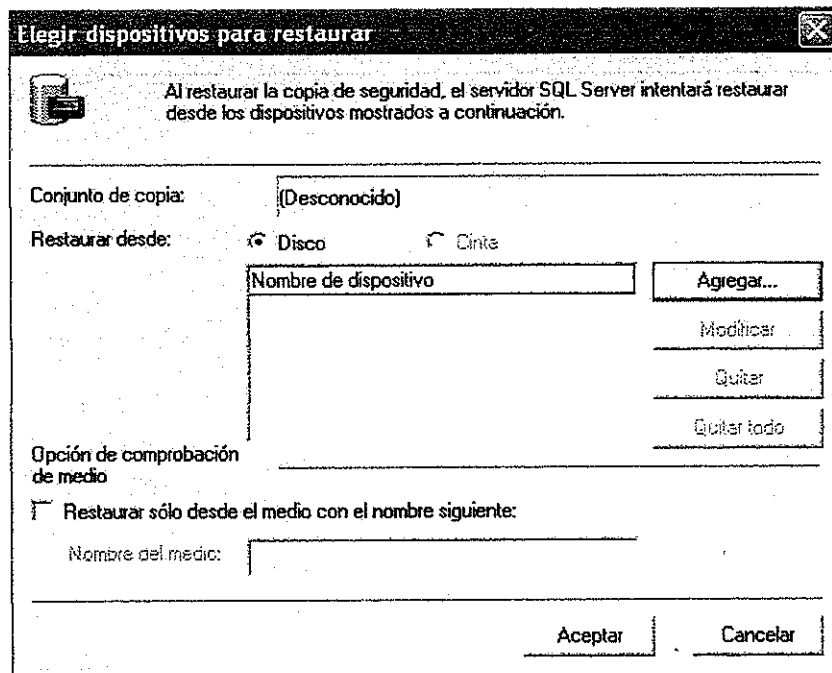 Elegir dispositivos para restaurar
Al restaurar la copia de seguridad, el servidor SQL Server intentará restaurar
desde los dispositivos mostrados a continuación.
Conjunto de copia: (Desconocido)
Restaurar desde: Disco Cinta
Nombre de dispositivo
Agregar...
Modificar
Quitar
Quitar todo
Opción de comprobación
de medio
Restaurar sólo desde el medio con el nombre siguiente:
Nombre del medio:
Aceptar Cancelar